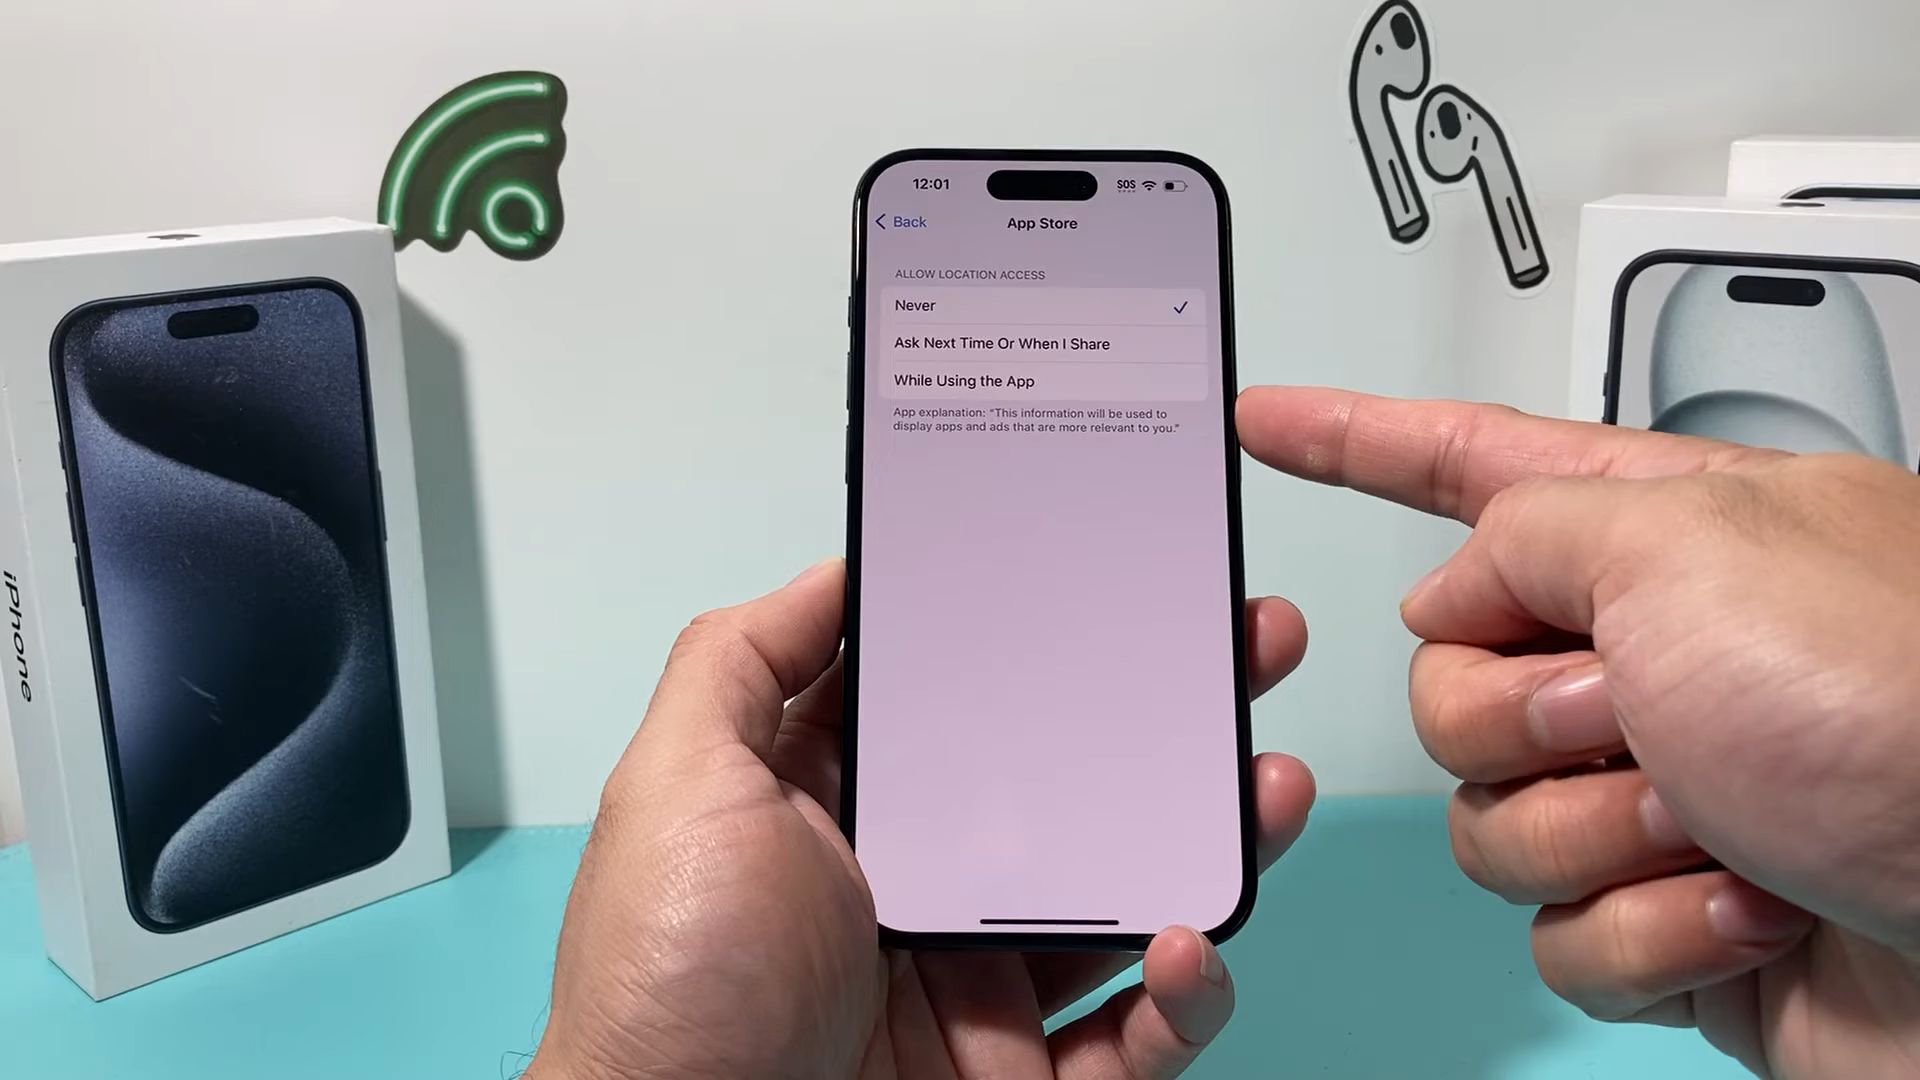 12:01
SOS
Back
App Store
ALLOW LOCATION ACCESS
Never
Ask Next Time Or When I Share
While Using the App
App explanation: “This information will be used to
display apps and ads that are more relevant to you.”
iPhone